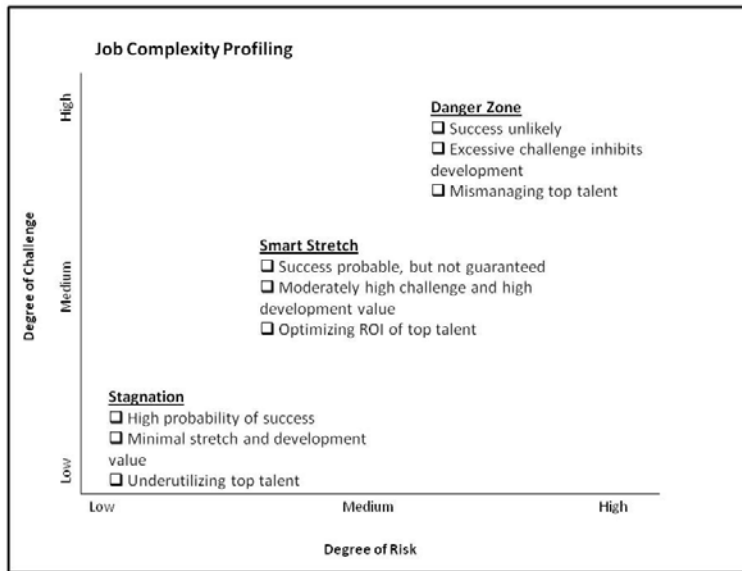 Job Complexity Profiling
High
Danger Zone
❑ Success unlikely
❑ Excessive challenge inhibits
development
❑ Mismanaging top talent
Degree of Challenge
Medium
Smart Stretch
❑ Success probable, but not guaranteed
❑ Moderately high challenge and high
development value
❑ Optimizing ROI of top talent
Stagnation
❑ High probability of success
❑ Minimal stretch and development
value
❑ Underutilizing top talent
Low
Low Medium High
Degree of Risk